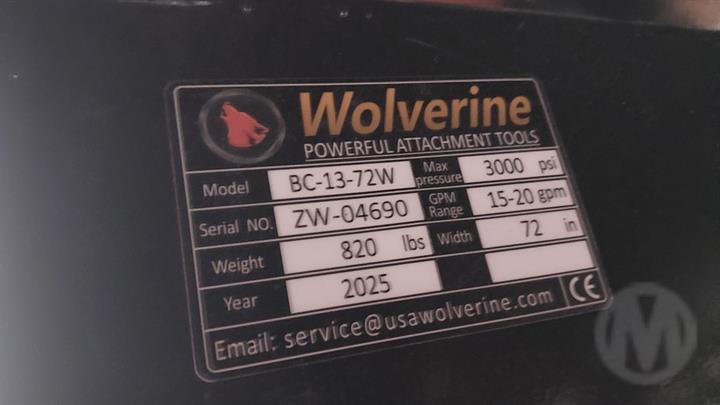 Wolverine
POWERFUL ATTACHMENT TOOLS
Model BC-13-72W Max pressure 3000 psi
Serial NO. ZW-04690 GPM Range 15-20 gpm
Weight 820 lbs Width 72 in
Year 2025
Email: service@usawolverine.com CE
M